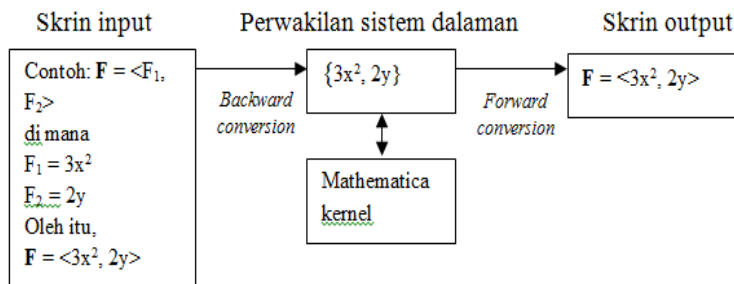 Skrin input
Perwakilan sistem dalaman
Skrin output
Contoh: F = <F₁,
F₂>
di mana
F₁ = 3x²
F₂ = 2y
Oleh itu,
F = <3x², 2y>
Backward
conversion
{3x², 2y}
Mathematica
kernel
Forward
conversion
F = <3x², 2y>